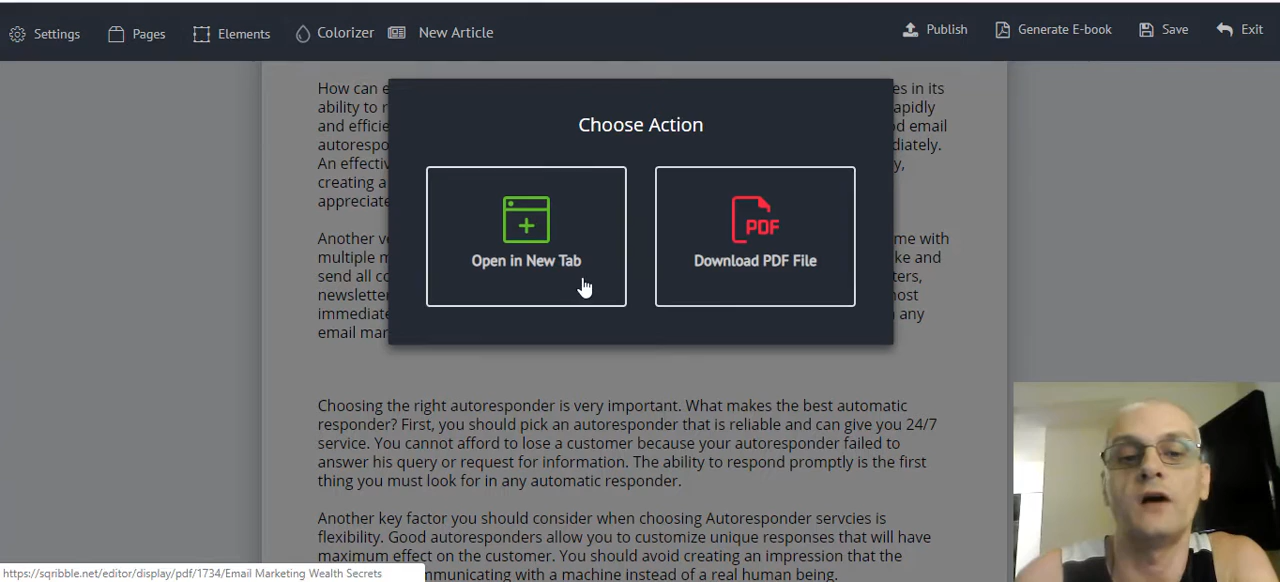 Settings Pages Elements Colorizer New Article Publish Generate E-book Save Exit
How can e es in its
ability to r apidly
and efficie d email
autorespo diately.
An effectiv y,
creating a
appreciate
Choose Action
Open in New Tab
PDF
Download PDF File
Another ve me with
multiple m ke and
send all co ters,
newslette ost
immediate n any
email mar
Choosing the right autoresponder is very important. What makes the best automatic
responder? First, you should pick an autoresponder that is reliable and can give you 24/7
service. You cannot afford to lose a customer because your autoresponder failed to
answer his query or request for information. The ability to respond promptly is the first
thing you must look for in any automatic responder.
Another key factor you should consider when choosing Autoresponder servcies is
flexibility. Good autoresponders allow you to customize unique responses that will have
maximum effect on the customer. You should avoid creating an impression that the
mmunicating with a machine instead of a real human being.
https://sqribble.net/editor/display/pdf/1734/Email Marketing Wealth Secrets